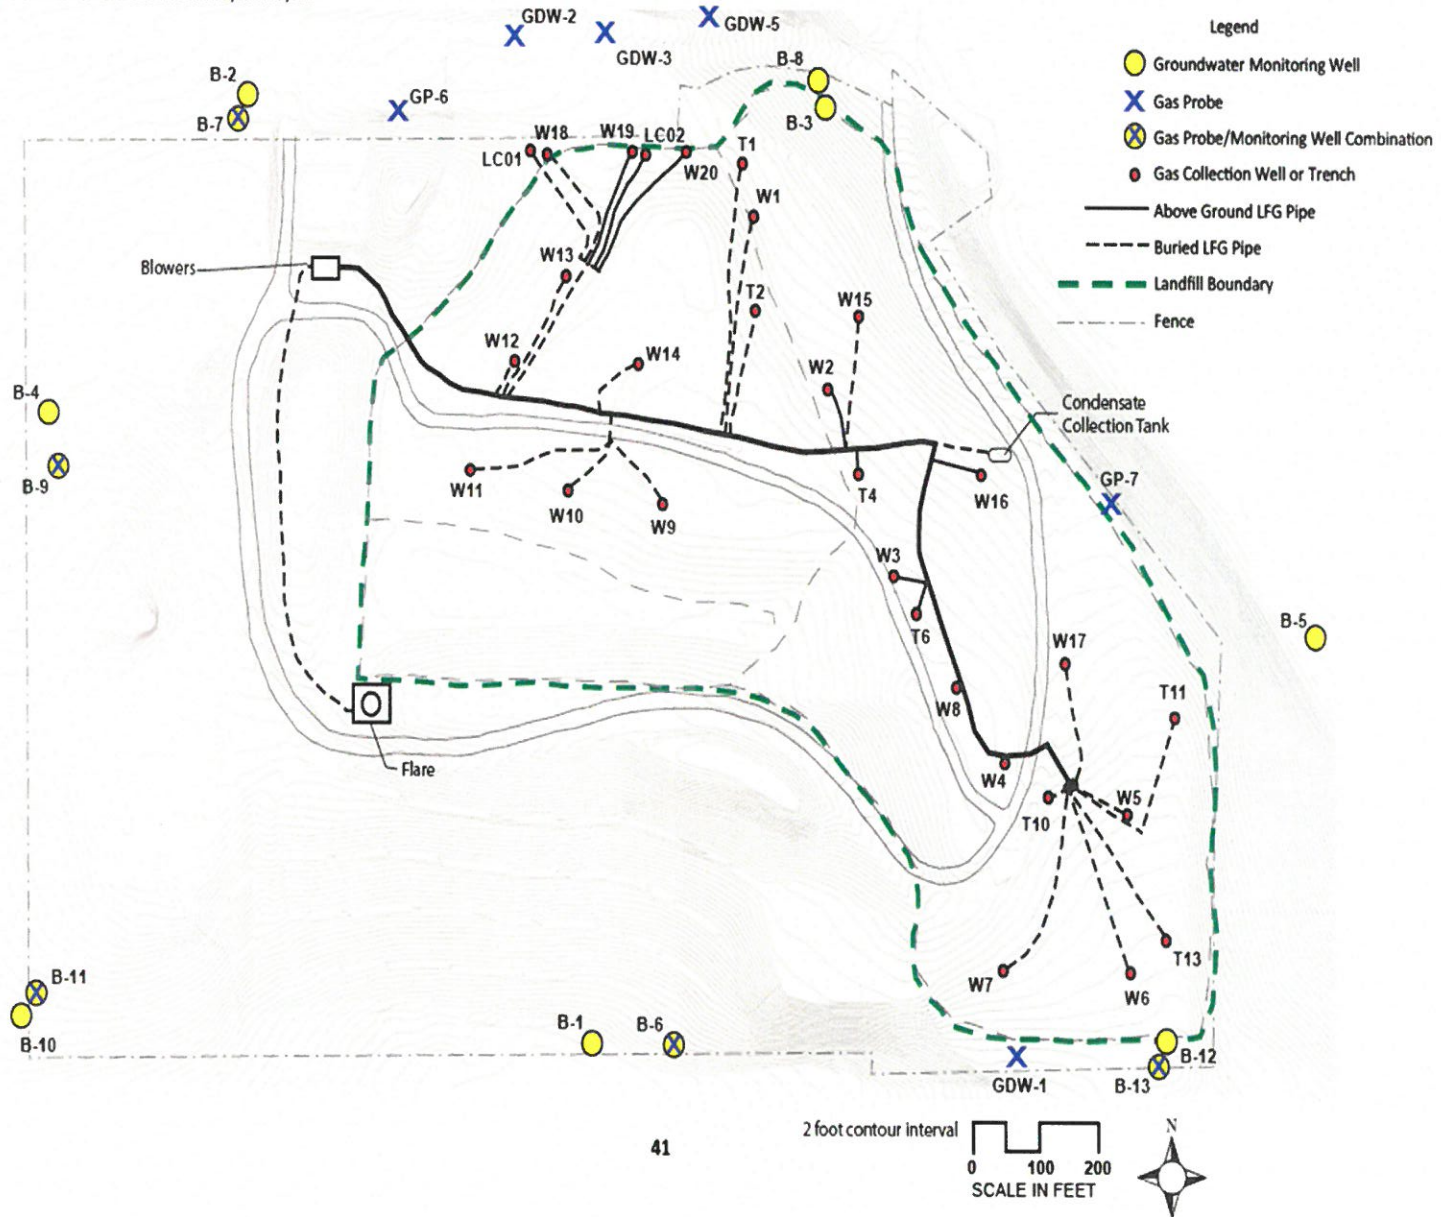 GDW-2
GDW-5
GDW-3
Legend
B-8
Groundwater Monitoring Well
B-2
GP-6
Gas Probe
B-7
B-3
Gas Probe/Monitoring Well Combination
W18
W19
LC02
T1
LC01
W20
Gas Collection Well or Trench
W1
Above Ground LFG Pipe
Buried LFG Pipe
Blowers
W13
Landfill Boundary
T2
W15
Fence
W12
W14
W2
B-4
Condensate
Collection Tank
B-9
W11
W10
W9
T4
W16
GP-7
W3
T6
B-5
W17
W8
T11
Flare
W4
T10
W5
B-11
W7
W6
T13
B-10
B-1
B-6
B-12
GDW-1
B-13
2 foot contour interval
N
41
0 100 200
SCALE IN FEET